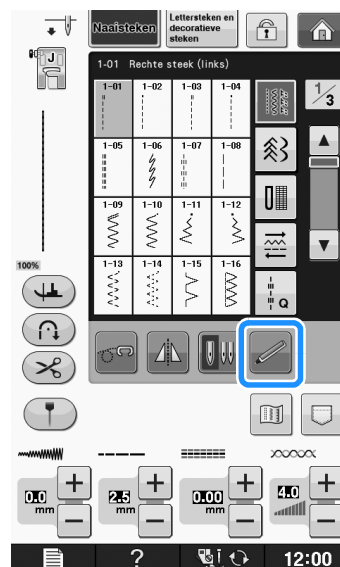 Naaisteken
Lettersteken en
decoratieve
steken
J
1-01 Rechte steek (links)
1/3
1-01 1-02 1-03 1-04
1-05 1-06 1-07 1-08
1-09 1-10 1-11 1-12
1-13 1-14 1-15 1-16
Q
100%
0.0 mm + −
2.5 mm + −
0.00 mm + −
4.0 + −
? i 12:00